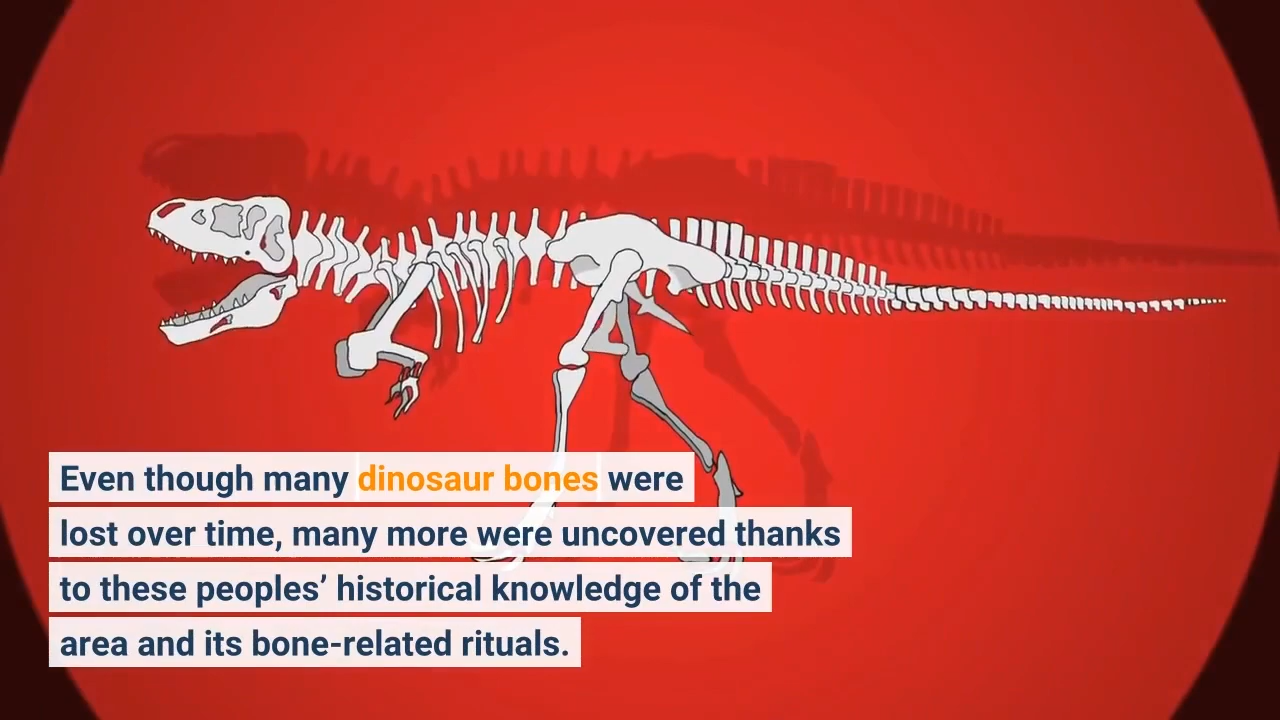 Even though many dinosaur bones were
lost over time, many more were uncovered thanks
to these peoples’ historical knowledge of the
area and its bone-related rituals.